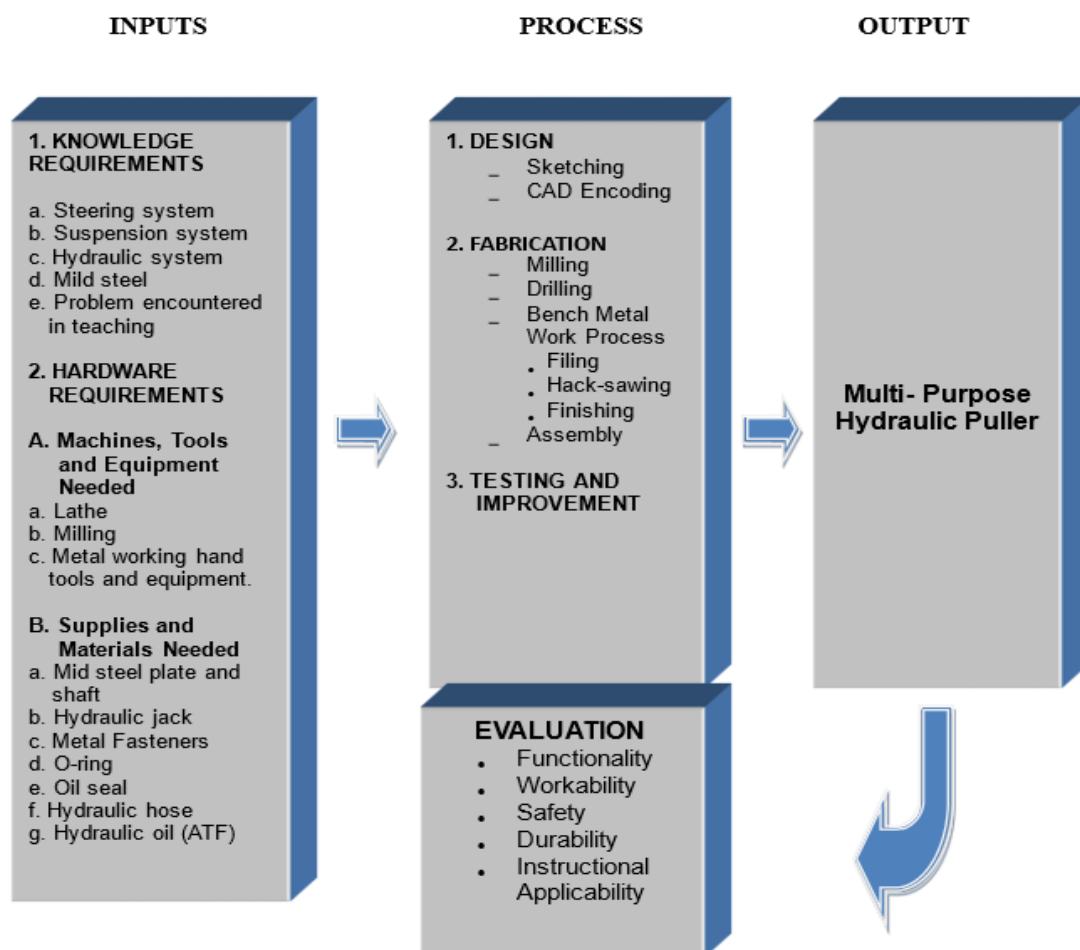 INPUTS
PROCESS
OUTPUT
1. KNOWLEDGE
REQUIREMENTS
a. Steering system
b. Suspension system
c. Hydraulic system
d. Mild steel
e. Problem encountered
in teaching
2. HARDWARE
REQUIREMENTS
A. Machines, Tools
and Equipment
Needed
a. Lathe
b. Milling
c. Metal working hand
tools and equipment.
B. Supplies and
Materials Needed
a. Mid steel plate and
shaft
b. Hydraulic jack
c. Metal Fasteners
d. O-ring
e. Oil seal
f. Hydraulic hose
g. Hydraulic oil (ATF)
1. DESIGN
_ Sketching
_ CAD Encoding
2. FABRICATION
_ Milling
_ Drilling
_ Bench Metal
Work Process
. Filing
. Hack-sawing
. Finishing
_ Assembly
3. TESTING AND
IMPROVEMENT
Multi- Purpose
Hydraulic Puller
EVALUATION
. Functionality
. Workability
. Safety
. Durability
. Instructional
Applicability